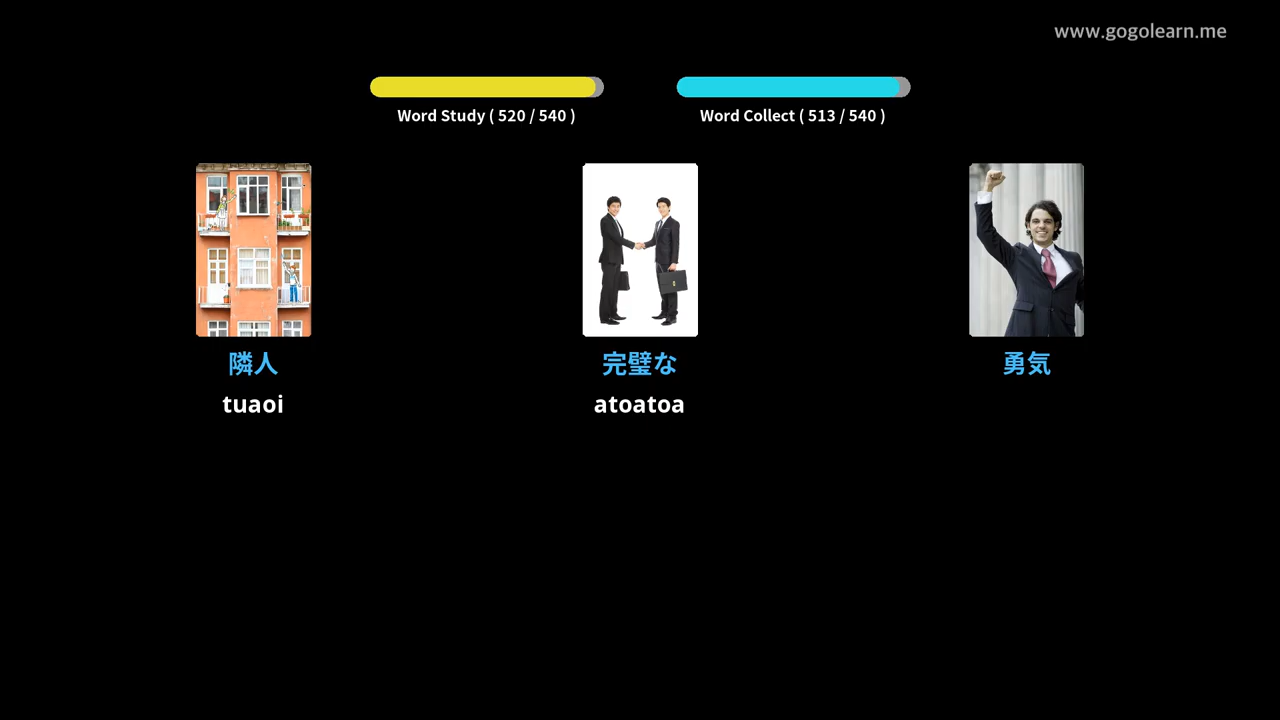 www.gogolearn.me
Word Study ( 520 / 540 )
Word Collect ( 513 / 540 )
隣人
完璧な
勇気
tuaoi
atoatoa